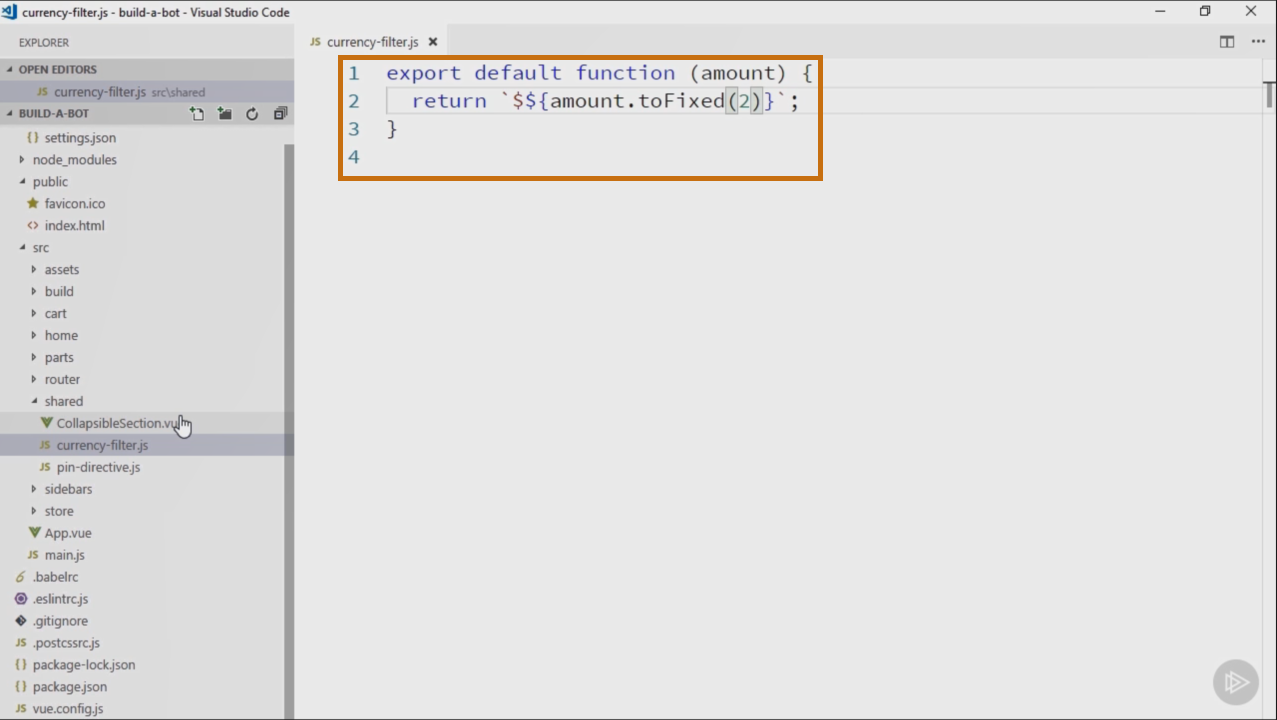 currency-filter.js - build-a-bot - Visual Studio Code
EXPLORER
OPEN EDITORS
JS currency-filter.js src\shared
BUILD-A-BOT
{} settings.json
node_modules
public
favicon.ico
<> index.html
src
assets
build
cart
home
parts
router
shared
CollapsibleSection.vue
JS currency-filter.js
JS pin-directive.js
sidebars
store
App.vue
JS main.js
6 .babelrc
.eslintrc.js
.gitignore
JS .postcssrc.js
{} package-lock.json
{} package.json
JS vue.config.js
JS currency-filter.js
1 export default function (amount) {
2 return `$${amount.toFixed(2)}`;
3 }
4